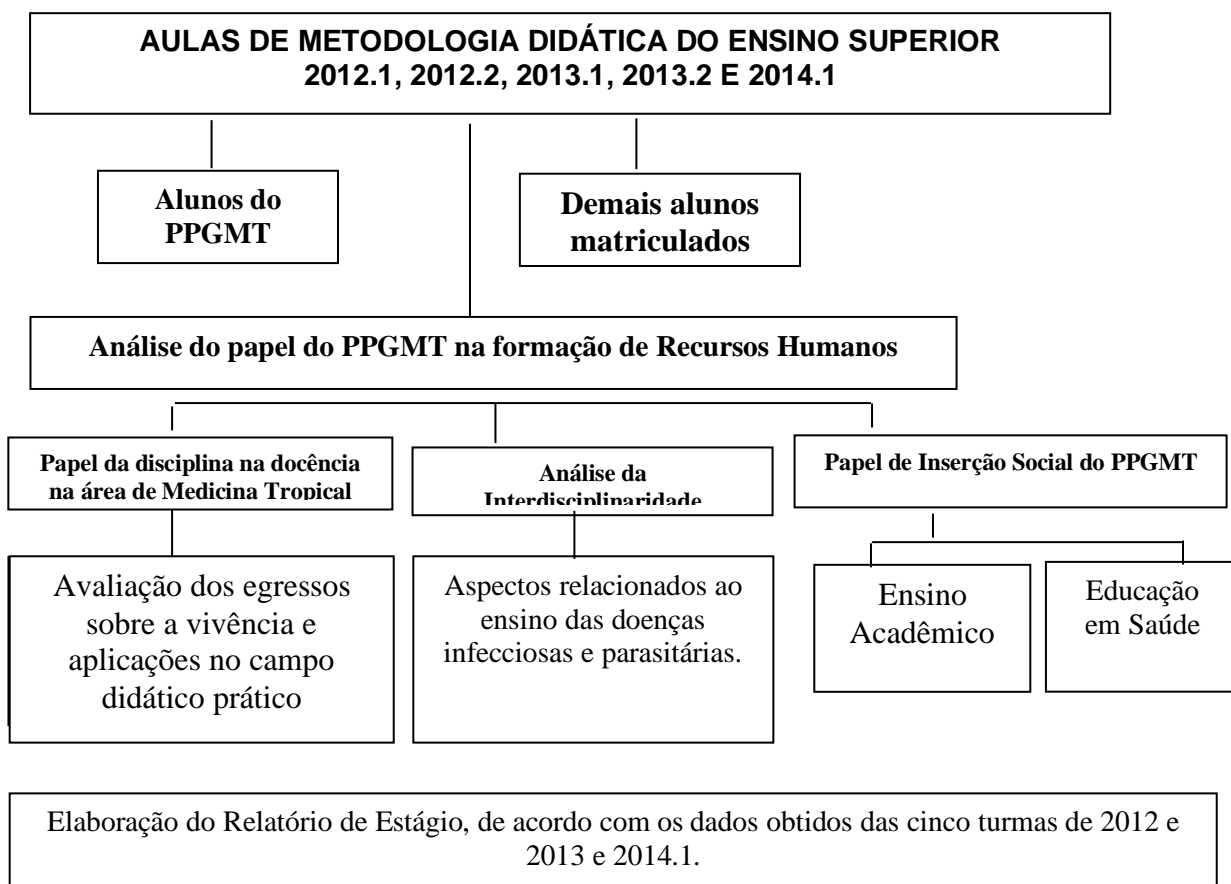 AULAS DE METODOLOGIA DIDÁTICA DO ENSINO SUPERIOR
2012.1, 2012.2, 2013.1, 2013.2 E 2014.1
Alunos do
PPGMT
Demais alunos
matriculados
Análise do papel do PPGMT na formação de Recursos Humanos
Papel da disciplina na docência
na área de Medicina Tropical
Análise da
Interdisciplinaridade
Papel de Inserção Social do PPGMT
Avaliação dos egressos
sobre a vivência e
aplicações no campo
didático prático
Aspectos relacionados ao
ensino das doenças
infecciosas e parasitárias.
Ensino
Acadêmico
Educação
em Saúde
Elaboração do Relatório de Estágio, de acordo com os dados obtidos das cinco turmas de 2012 e
2013 e 2014.1.